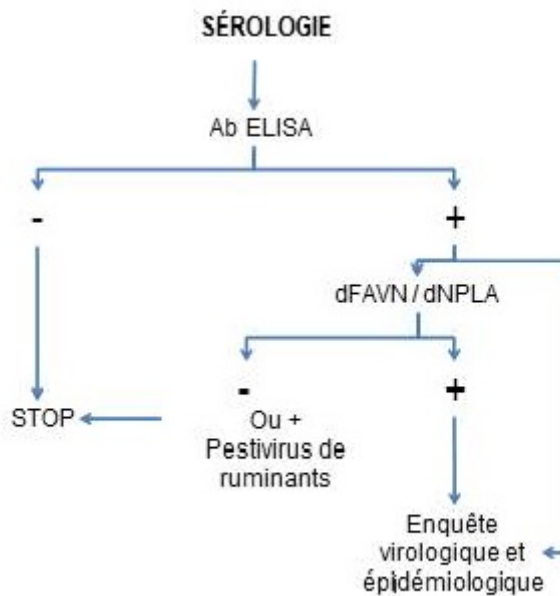 SÉROLOGIE
Ab ELISA
-
+
dFAVN / dNPLA
-
+
STOP
Ou +
Pestivirus de
ruminants
Enquête
virologique et
épidémiologique